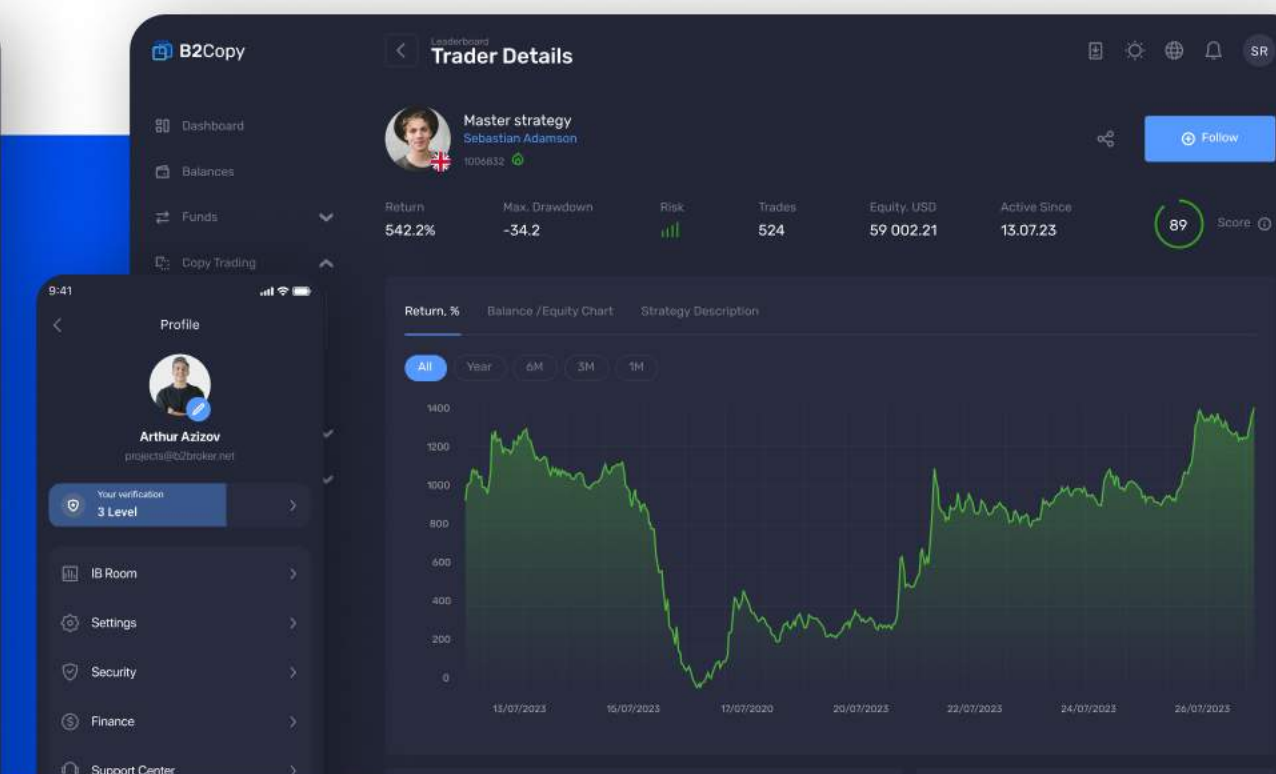 B2Copy
Leaderboard
Trader Details
SR
Dashboard
Balances
Funds
Copy Trading
Master strategy
Sebastian Adamson
1006832
Follow
Return
542.2%
Max. Drawdown
-34.2
Risk
Trades
524
Equity. USD
59 002.21
Active Since
13.07.23
89
Score
Return, %
Balance /Equity Chart
Strategy Description
All
Year
6M
3M
1M
1400
1200
1000
800
600
400
200
0
13/07/2023
15/07/2023
17/07/2020
20/07/2023
22/07/2023
24/07/2023
26/07/2023
9:41
Profile
Arthur Azizov
projects@b2broker.net
Your verification
3 Level
IB Room
Settings
Security
Finance
Support Center